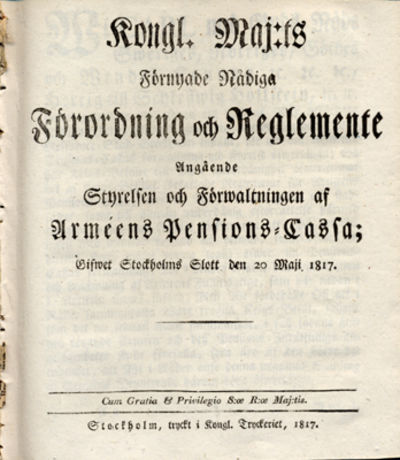 Kongl. Maj:ts
Förnyade Nådiga
Förordning och Reglemente
Angående
Styrelsen och Förwaltningen af
Arméens Pensions-Cassa;
Gifwet Stockholms Slott den 20 Maji 1817.
Cum Gratia & Privilegio S:æ R:æ Maj:tis.
Stockholm, tryckt i Kongl. Tryckeriet, 1817.